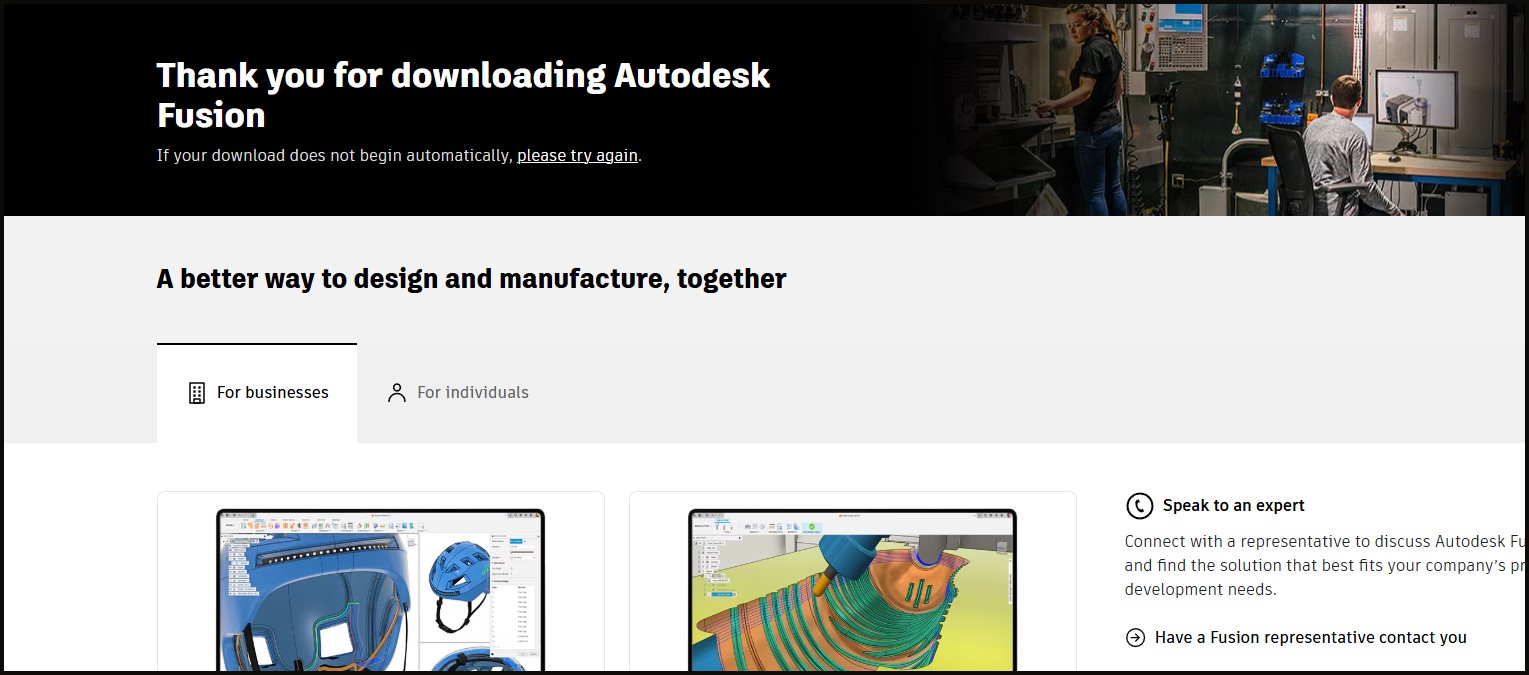 Thank you for downloading Autodesk
Fusion
If your download does not begin automatically, please try again.
A better way to design and manufacture, together
For businesses
For individuals
Speak to an expert
Connect with a representative to discuss Autodesk Fu
and find the solution that best fits your company's pr
development needs.
Have a Fusion representative contact you